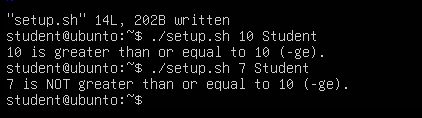 "setup.sh" 14L, 202B written
student@ubunto:~$ ./setup.sh 10 Student
10 is greater than or equal to 10 (-ge).
student@ubunto:~$ ./setup.sh 7 Student
7 is NOT greater than or equal to 10 (-ge).
student@ubunto:~$